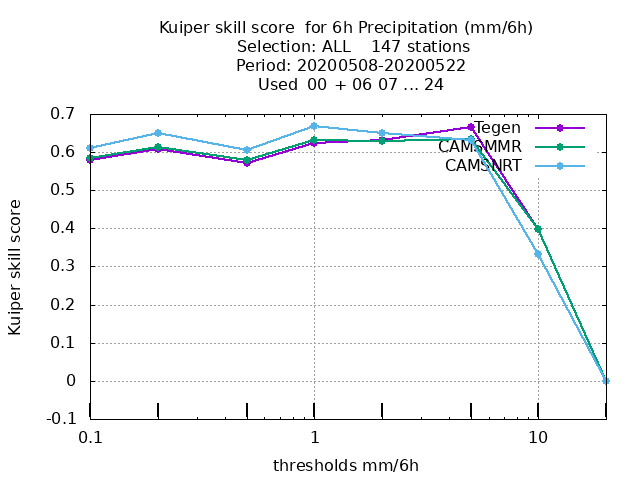 Kuiper skill score  for 6h Precipitation (mm/6h)
Selection: ALL    147 stations
Period: 20200508-20200522
Used  00  + 06 07 ... 24
Tegen
CAMSMMR
CAMSNRT
0.7
0.6
0.5
0.4
0.3
0.2
0.1
0
-0.1
Kuiper skill score
0.1
1
10
thresholds mm/6h